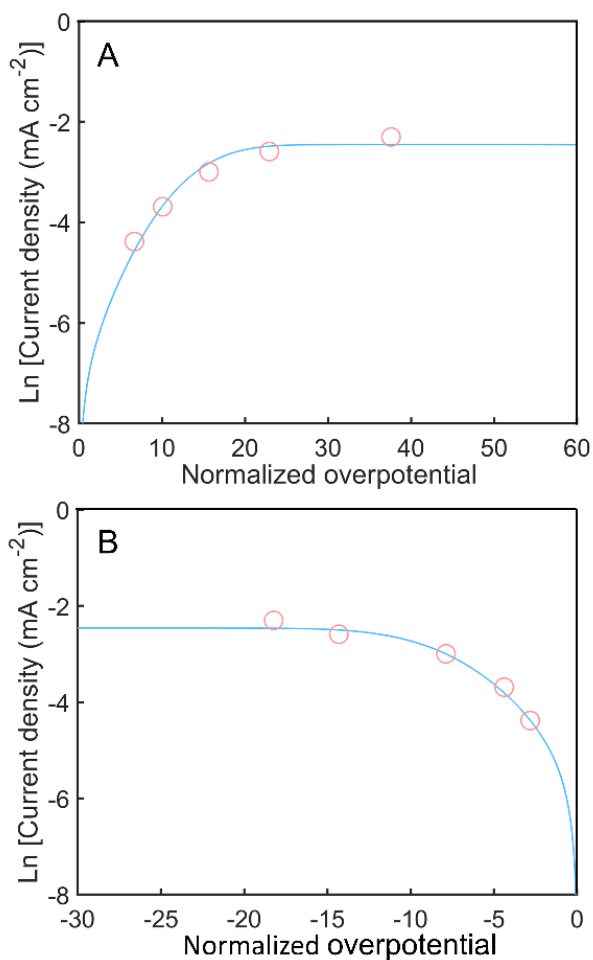 A
Ln [Current density (mA cm⁻²)]
0
-2
-4
-6
-8
0 10 20 30 40 50 60
Normalized overpotential
B
Ln [Current density (mA cm⁻²)]
0
-2
-4
-6
-8
-30 -25 -20 -15 -10 -5 0
Normalized overpotential